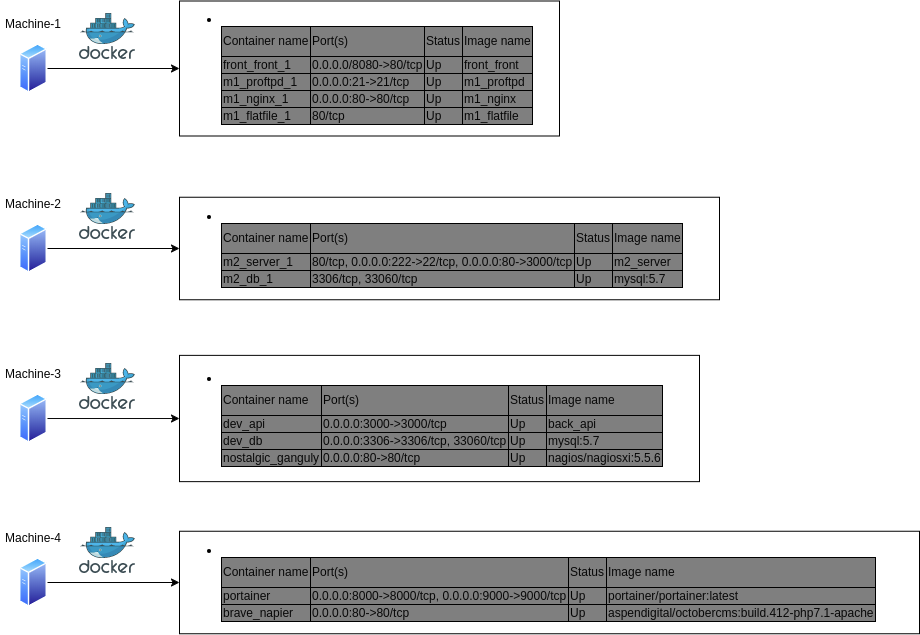 Machine-1
docker
Container name Port(s) Status Image name
front_front_1 0.0.0.0/8080->80/tcp Up front_front
m1_proftpd_1 0.0.0.0:21->21/tcp Up m1_proftpd
m1_nginx_1 0.0.0.0:80->80/tcp Up m1_nginx
m1_flatfile_1 80/tcp Up m1_flatfile
Machine-2
docker
Container name Port(s) Status Image name
m2_server_1 80/tcp, 0.0.0.0:222->22/tcp, 0.0.0.0:80->3000/tcp Up m2_server
m2_db_1 3306/tcp, 33060/tcp Up mysql:5.7
Machine-3
docker
Container name Port(s) Status Image name
dev_api 0.0.0.0:3000->3000/tcp Up back_api
dev_db 0.0.0.0:3306->3306/tcp, 33060/tcp Up mysql:5.7
nostalgic_ganguly 0.0.0.0:80->80/tcp Up nagios/nagiosxi:5.5.6
Machine-4
docker
Container name Port(s) Status Image name
portainer 0.0.0.0:8000->8000/tcp, 0.0.0.0:9000->9000/tcp Up portainer/portainer:latest
brave_napier 0.0.0.0:80->80/tcp Up aspendigital/octobercms:build.412-php7.1-apache